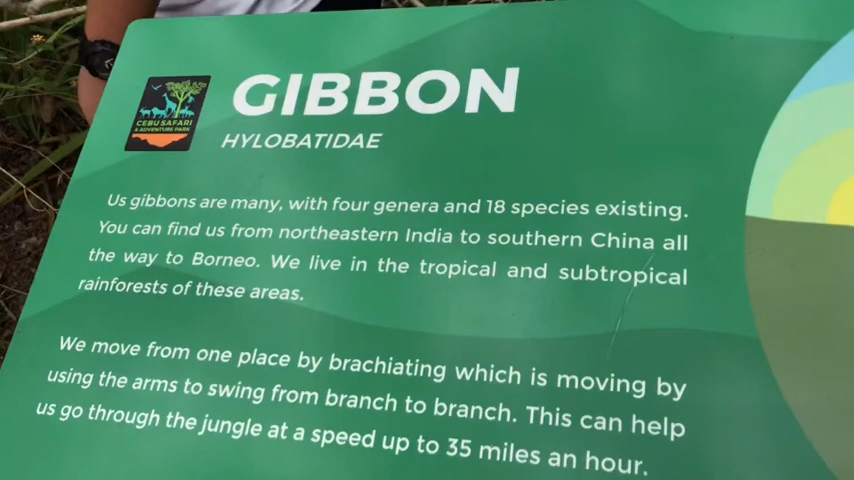 CEBU SAFARI
& ADVENTURE PARK
GIBBON
HYLOBATIDAE
Us gibbons are many, with four genera and 18 species existing.
You can find us from northeastern India to southern China all
the way to Borneo. We live in the tropical and subtropical
rainforests of these areas.
We move from one place by brachiating which is moving by
using the arms to swing from branch to branch. This can help
us go through the jungle at a speed up to 35 miles an hour.